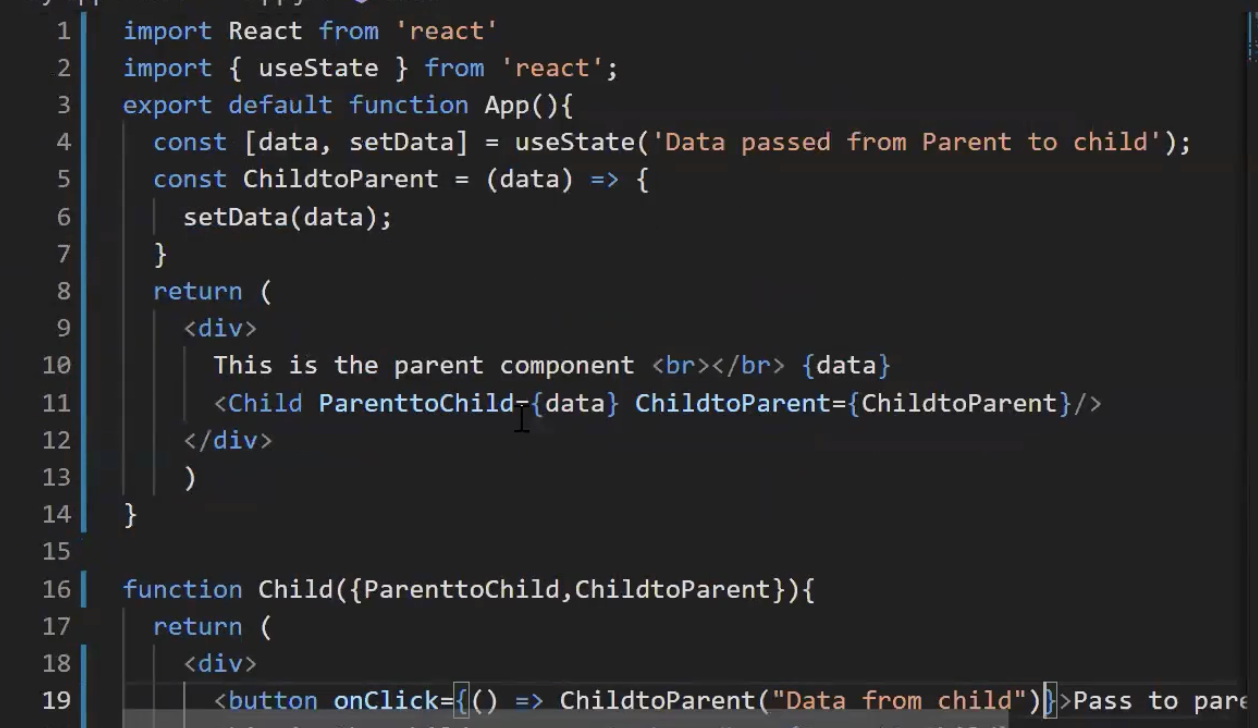 1 import React from 'react'
2 import { useState } from 'react';
3 export default function App(){
4 const [data, setData] = useState('Data passed from Parent to child');
5 const ChildtoParent = (data) => {
6 setData(data);
7 }
8 return (
9 <div>
10 This is the parent component <br></br> {data}
11 <Child ParenttoChild={data} ChildtoParent={ChildtoParent}/>
12 </div>
13 )
14 }
15
16 function Child({ParenttoChild,ChildtoParent}){
17 return (
18 <div>
19 <button onClick={() => ChildtoParent("Data from child")}>Pass to pare